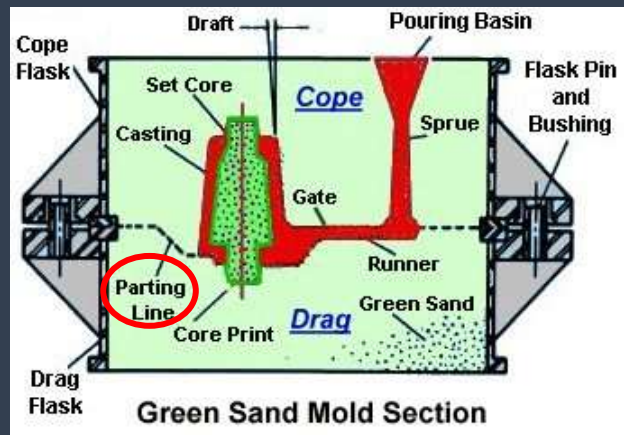 Draft
Pouring Basin
Cope
Flask
Set Core
Cope
Flask Pin
and
Bushing
Casting
Sprue
Gate
Runner
Parting
Line
Green Sand
Core Print
Drag
Drag
Flask
Green Sand Mold Section